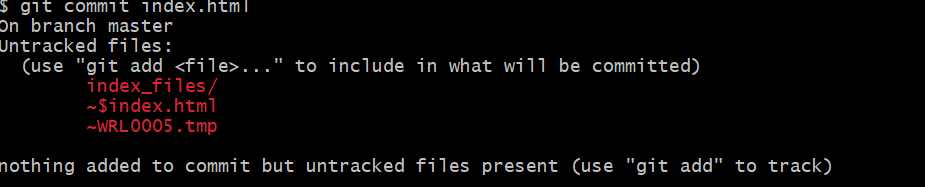 $ git commit index.html
On branch master
Untracked files:
(use "git add <file>..." to include in what will be committed)
index_files/
~$index.html
~WRL0005.tmp
nothing added to commit but untracked files present (use "git add" to track)